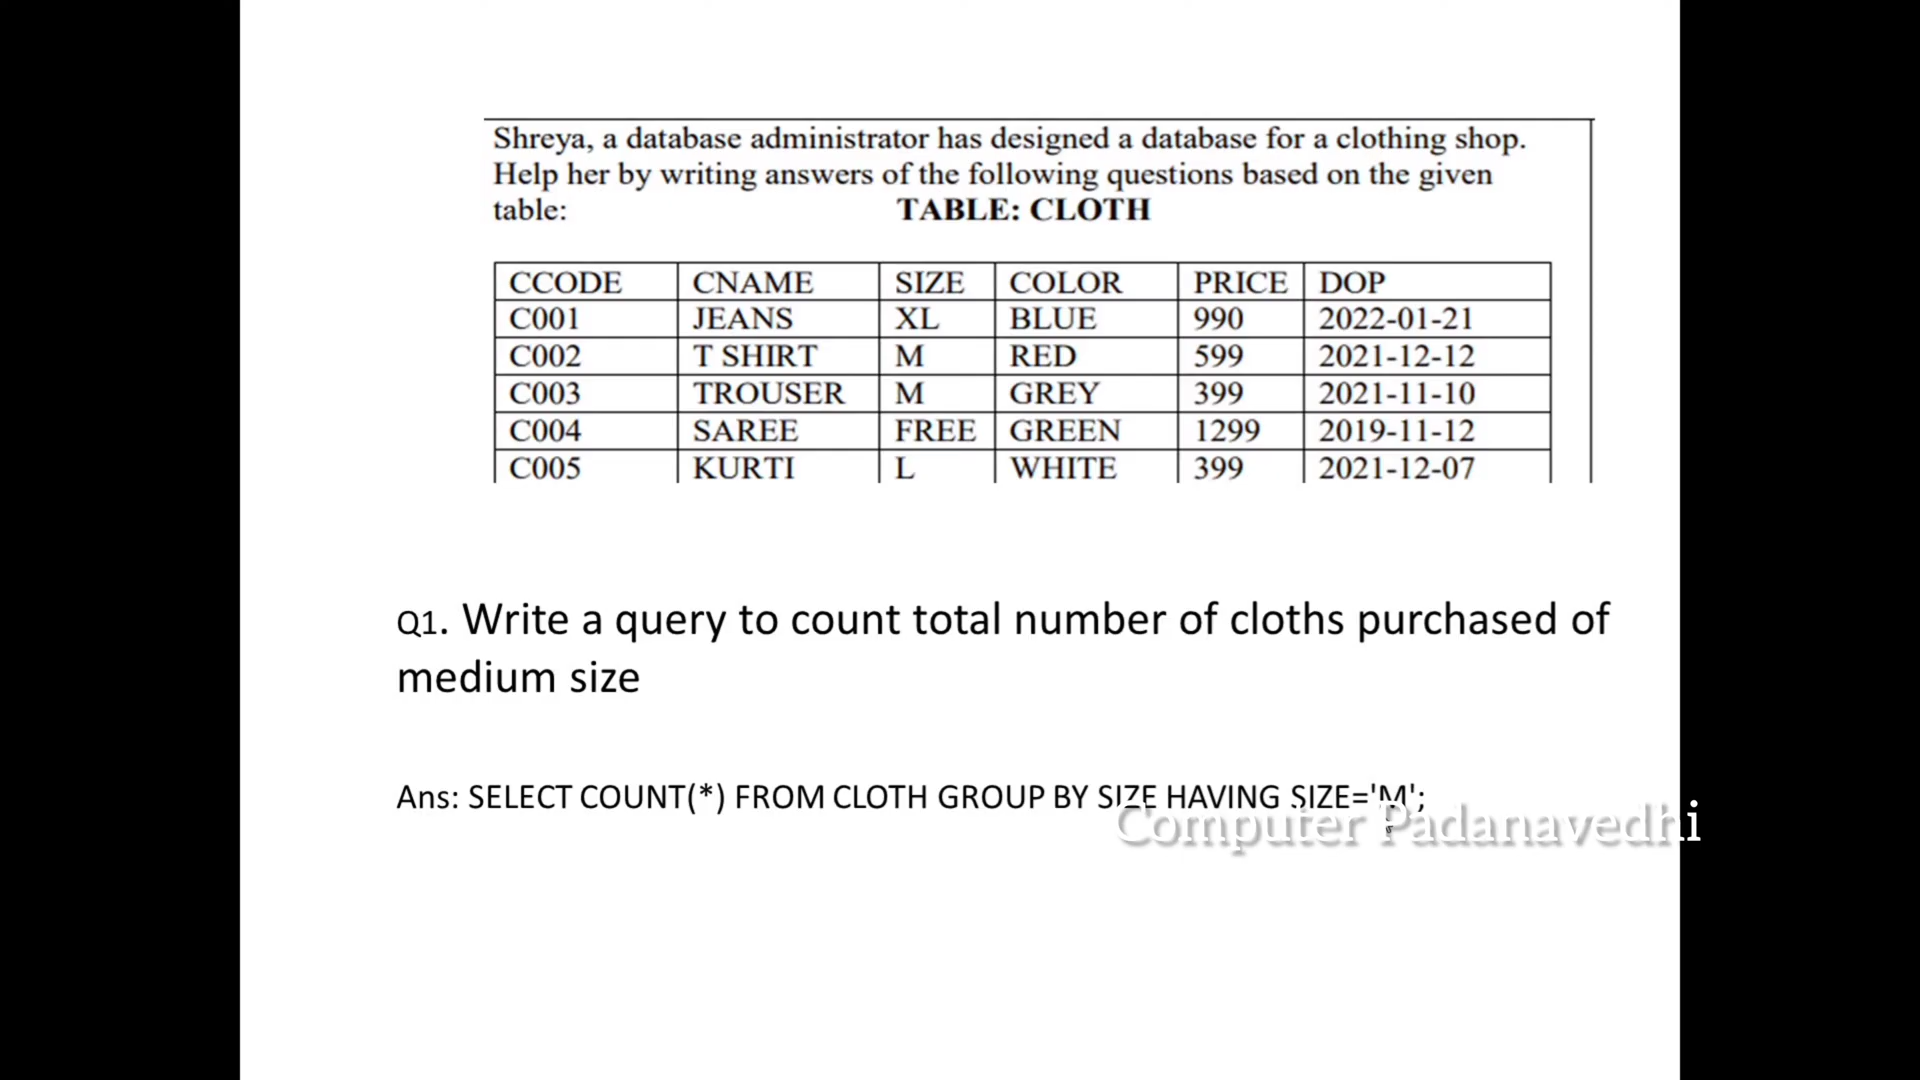 Shreya, a database administrator has designed a database for a clothing shop.
Help her by writing answers of the following questions based on the given
table: TABLE: CLOTH
CCODE CNAME SIZE COLOR PRICE DOP
C001 JEANS XL BLUE 990 2022-01-21
C002 T SHIRT M RED 599 2021-12-12
C003 TROUSER M GREY 399 2021-11-10
C004 SAREE FREE GREEN 1299 2019-11-12
C005 KURTI L WHITE 399 2021-12-07
Q1. Write a query to count total number of cloths purchased of
medium size
Ans: SELECT COUNT(*) FROM CLOTH GROUP BY SIZE HAVING SIZE='M';
Computer Padanavedhi